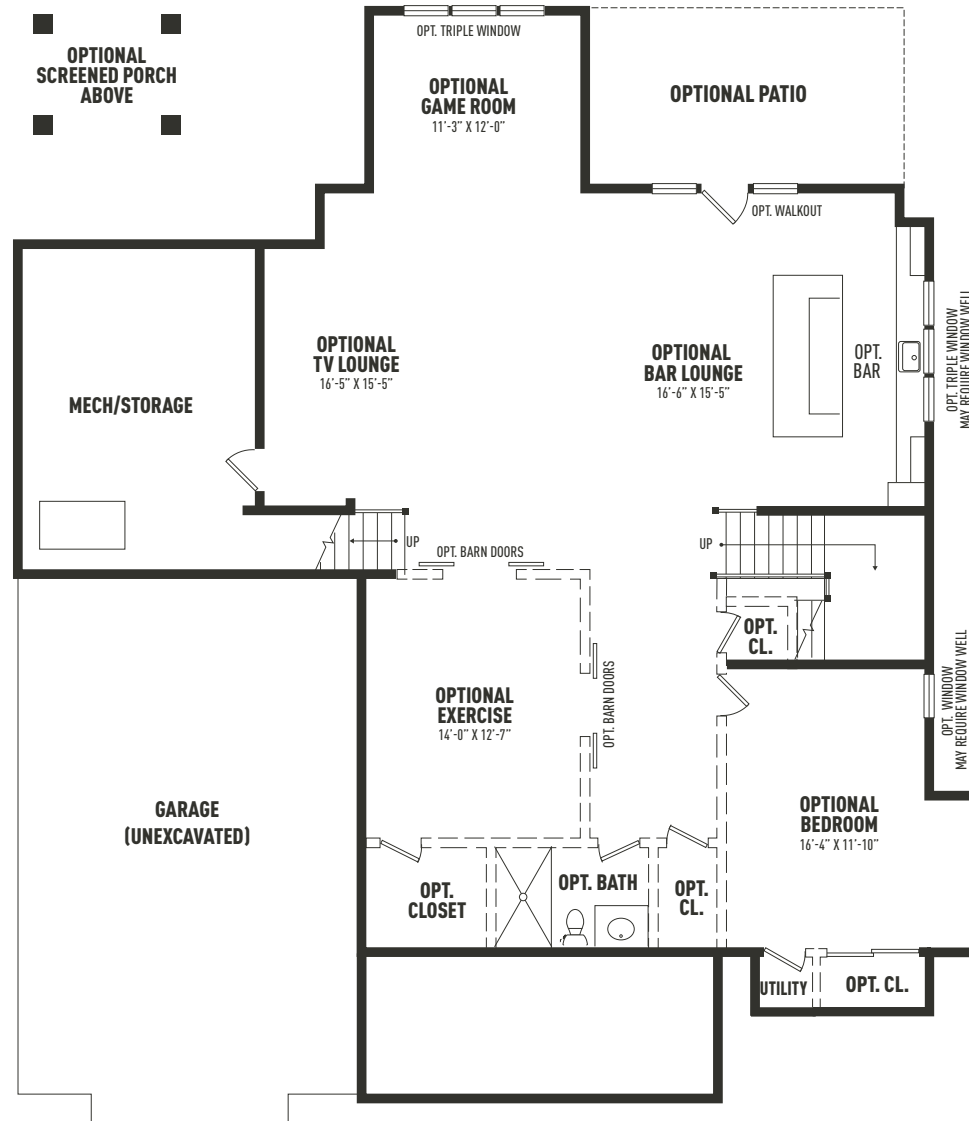 OPTIONAL
SCREENED PORCH
ABOVE
OPT. TRIPLE WINDOW
OPTIONAL
GAME ROOM
11'-3" X 12'-0"
OPTIONAL PATIO
OPT. WALKOUT
MECH/STORAGE
OPTIONAL
TV LOUNGE
16'-5" X 15'-5"
OPTIONAL
BAR LOUNGE
16'-6" X 15'-5"
OPT.
BAR
OPT. TRIPLE WINDOW
MAY REQUIRE WINDOW WELL
UP
OPT. BARN DOORS
UP
OPT.
CL.
OPTIONAL
EXERCISE
14'-0" X 12'-7"
OPT. BARN DOORS
OPT. WINDOW
MAY REQUIRE WINDOW WELL
GARAGE
(UNEXCAVATED)
OPTIONAL
BEDROOM
16'-4" X 11'-10"
OPT.
CLOSET
OPT. BATH
OPT.
CL.
UTILITY
OPT. CL.